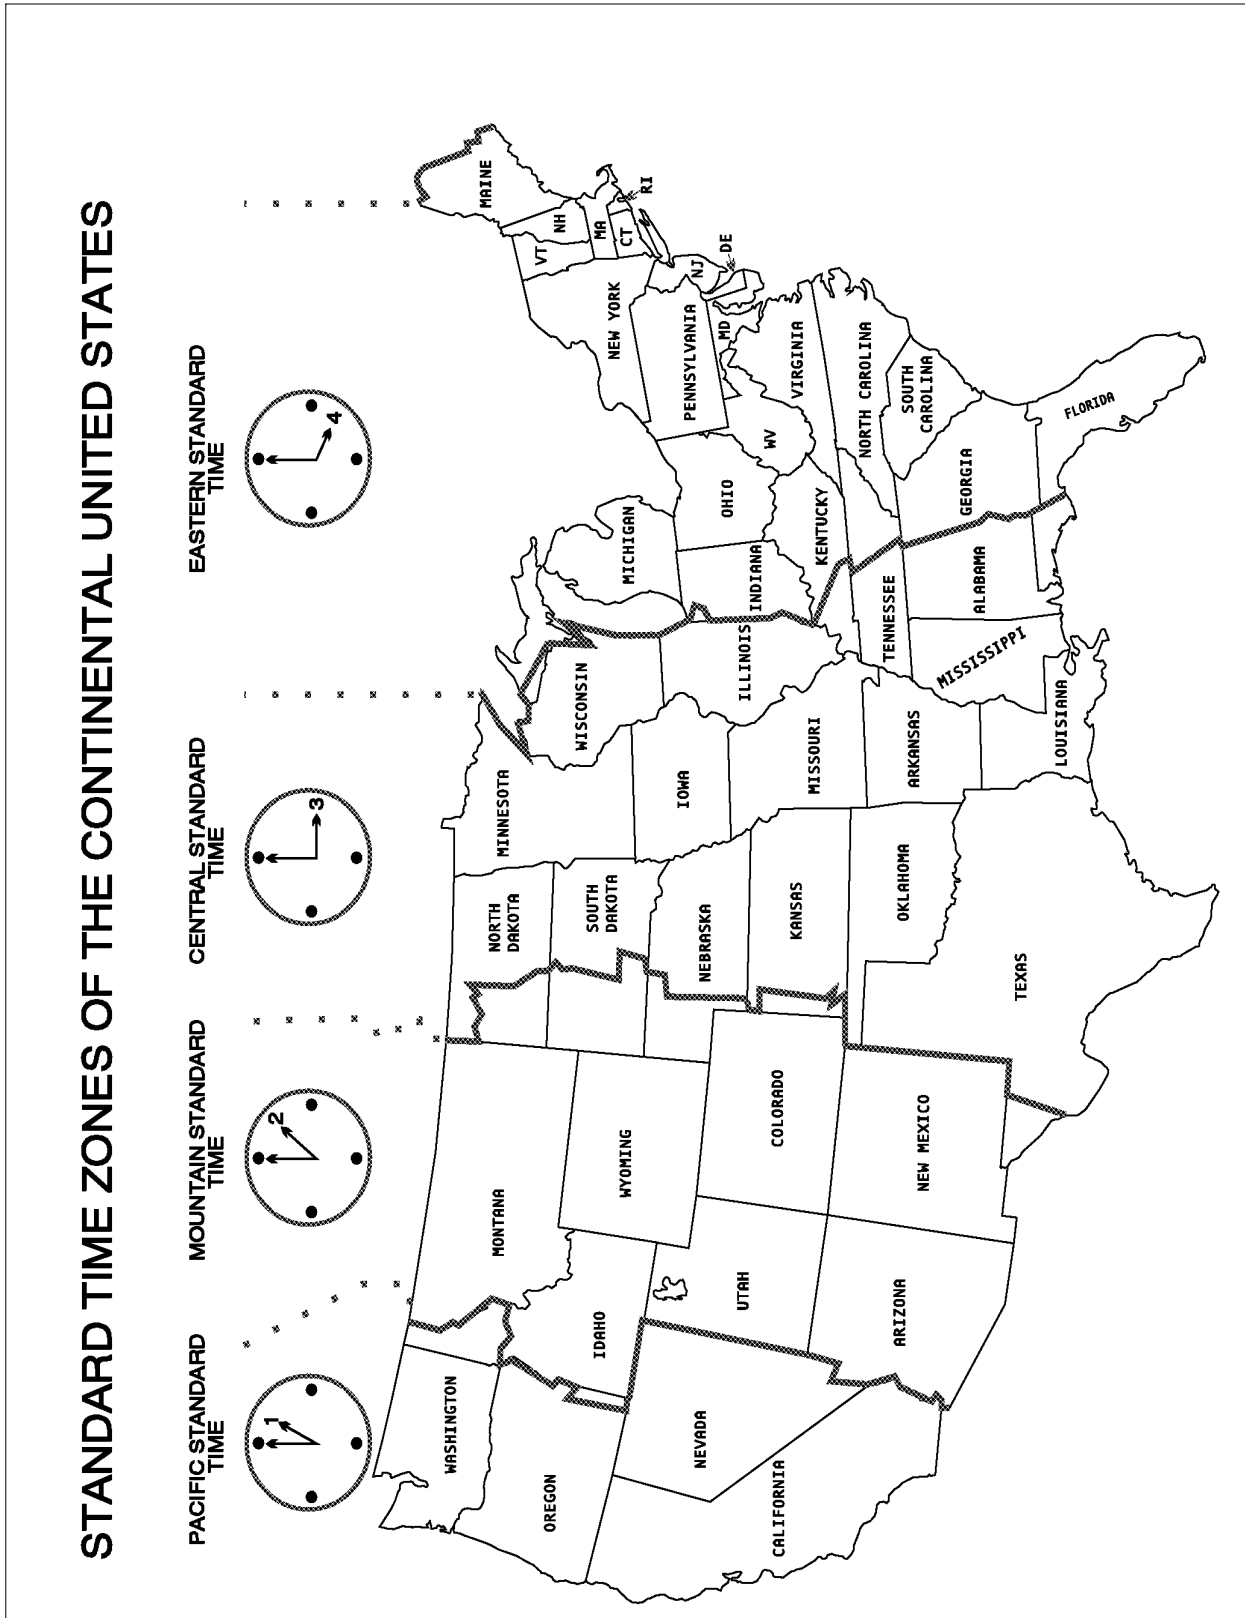 STANDARD TIME ZONES OF THE CONTINENTAL UNITED STATES
PACIFIC STANDARD
TIME
MOUNTAIN STANDARD
TIME
CENTRAL STANDARD
TIME
EASTERN STANDARD
TIME
1
2
3
4
WASHINGTON
OREGON
CALIFORNIA
NEVADA
IDAHO
MONTANA
WYOMING
UTAH
COLORADO
ARIZONA
NEW MEXICO
NORTH
DAKOTA
SOUTH
DAKOTA
NEBRASKA
KANSAS
OKLAHOMA
TEXAS
MINNESOTA
IOWA
MISSOURI
ARKANSAS
LOUISIANA
WISCONSIN
ILLINOIS
MICHIGAN
INDIANA
OHIO
KENTUCKY
TENNESSEE
MISSISSIPPI
ALABAMA
GEORGIA
FLORIDA
SOUTH
CAROLINA
NORTH CAROLINA
VIRGINIA
WV
MD
DE
PENNSYLVANIA
NJ
NEW YORK
CT
RI
MA
VT
NH
MAINE